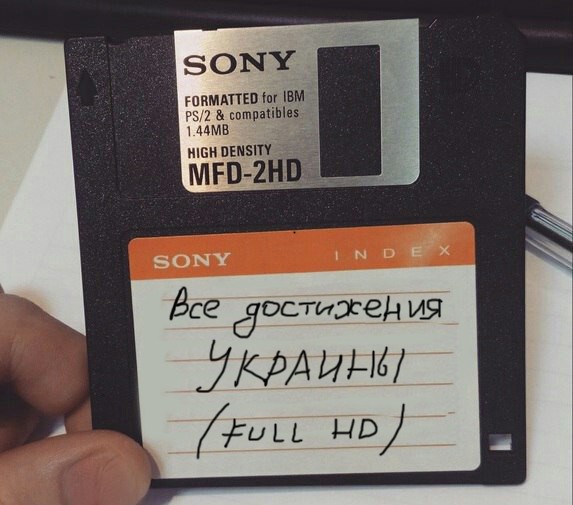 SONY
FORMATTED for IBM
PS/2 & compatibles
1.44MB
HIGH DENSITY
MFD-2HD
SONY INDEX
Все достижения
УКРАИНЫ
(FULL HD)